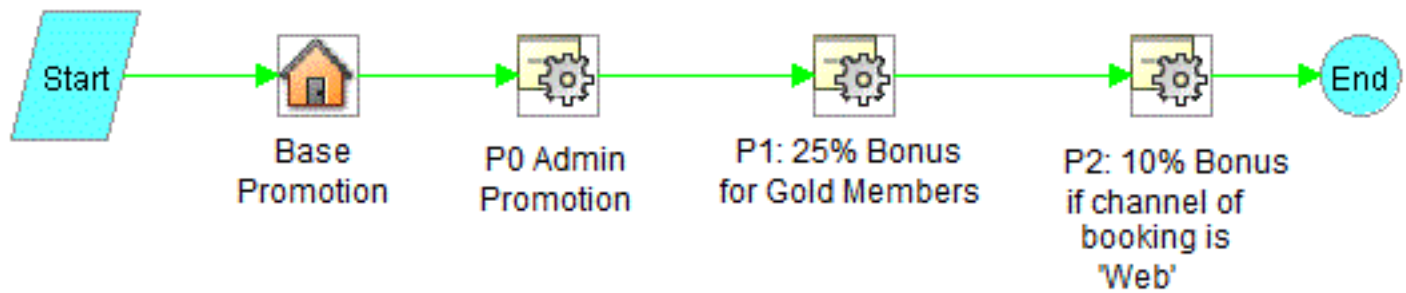 Start
Base
Promotion
P0 Admin
Promotion
P1: 25% Bonus
for Gold Members
P2: 10% Bonus
if channel of
booking is
'Web'
End